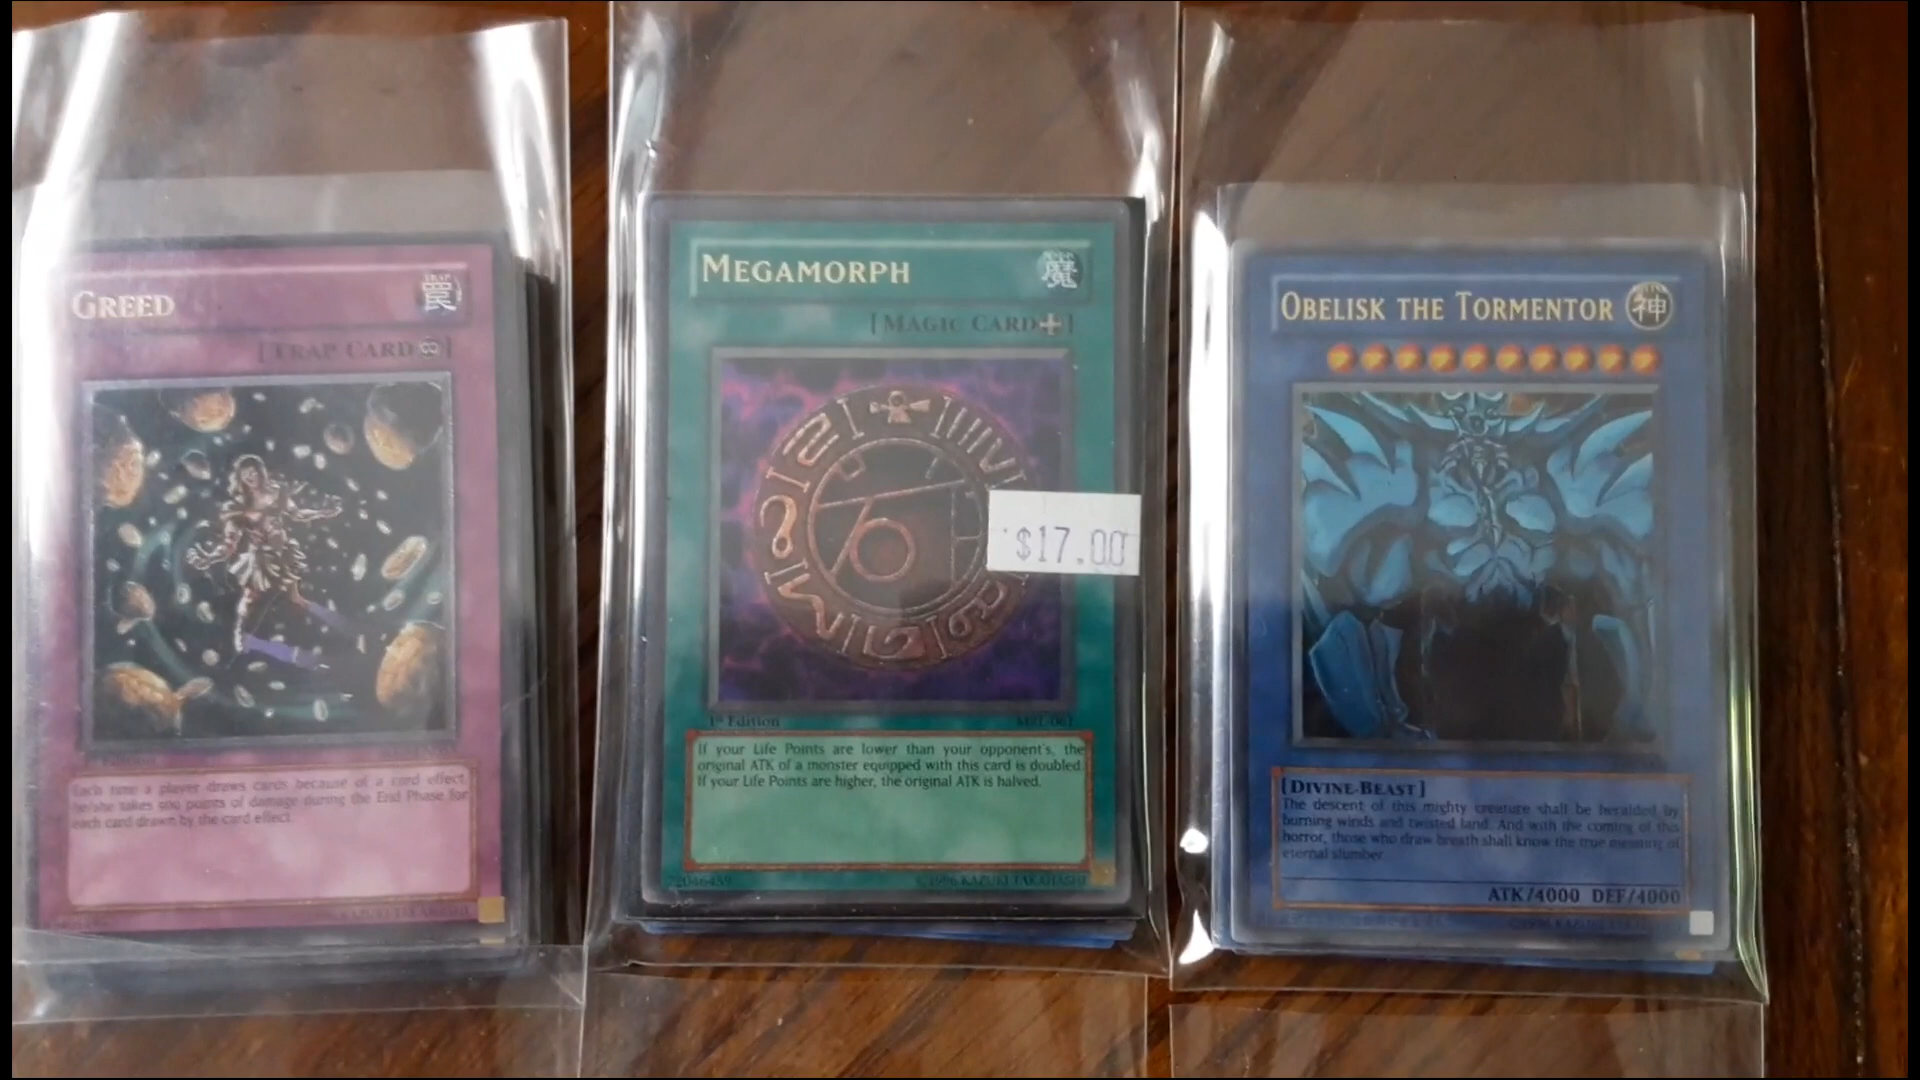 GREED
TRAP
罠
[TRAP CARD]
Each time a player draws cards because of a card effect,
he/she takes 500 points of damage during the End Phase for
each card drawn by the card effect.
KAZUKI TAKAHASHI
MEGAMORPH
魔
[MAGIC CARD]
$17.00
1st Edition
MRL-061
If your Life Points are lower than your opponent's, the
original ATK of a monster equipped with this card is doubled.
If your Life Points are higher, the original ATK is halved.
©1996 KAZUKI TAKAHASHI
OBELISK THE TORMENTOR
神
[DIVINE-BEAST]
The descent of this mighty creature shall be heralded by
burning winds and twisted land. And with the coming of this
horror, those who draw breath shall know the true meaning of
eternal slumber.
ATK/4000 DEF/4000